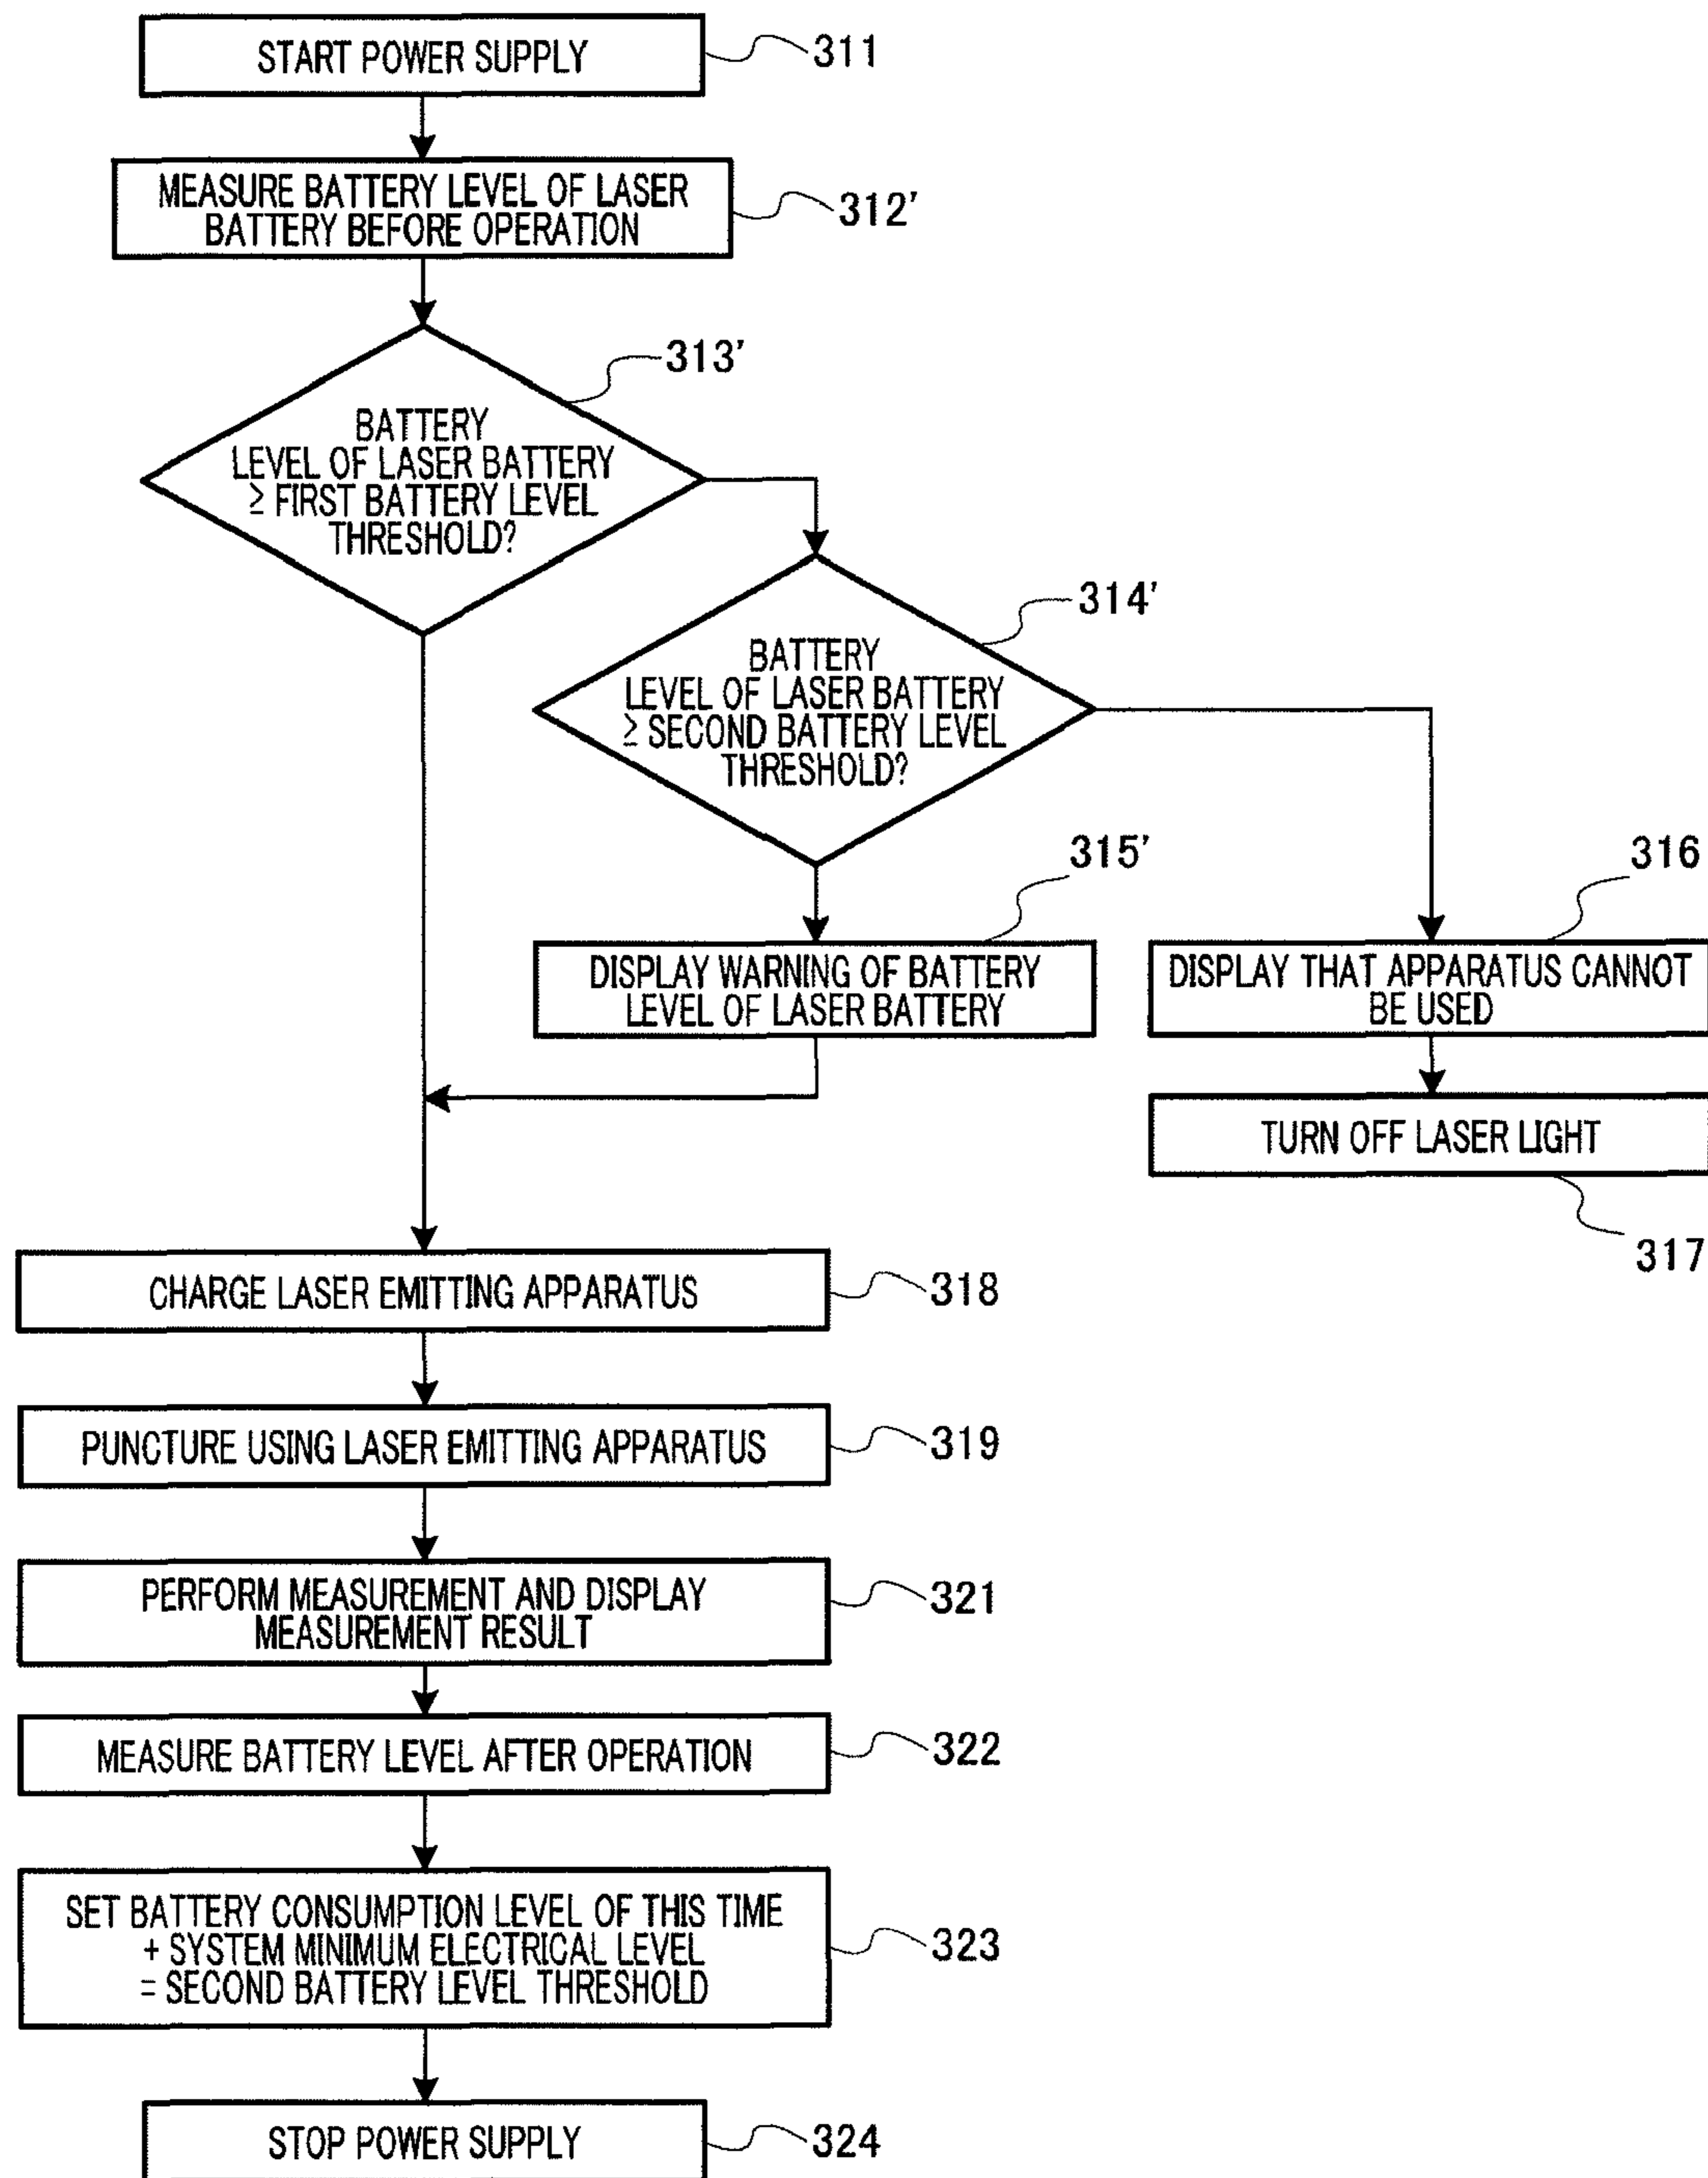 START POWER SUPPLY
311
MEASURE BATTERY LEVEL OF LASER
BATTERY BEFORE OPERATION
312'
313'
BATTERY
LEVEL OF LASER BATTERY
≥ FIRST BATTERY LEVEL
THRESHOLD?
314'
BATTERY
LEVEL OF LASER BATTERY
≥ SECOND BATTERY LEVEL
THRESHOLD?
315'
DISPLAY WARNING OF BATTERY
LEVEL OF LASER BATTERY
316
DISPLAY THAT APPARATUS CANNOT
BE USED
TURN OFF LASER LIGHT
317
CHARGE LASER EMITTING APPARATUS
318
PUNCTURE USING LASER EMITTING APPARATUS
319
PERFORM MEASUREMENT AND DISPLAY
MEASUREMENT RESULT
321
MEASURE BATTERY LEVEL AFTER OPERATION
322
SET BATTERY CONSUMPTION LEVEL OF THIS TIME
+ SYSTEM MINIMUM ELECTRICAL LEVEL
= SECOND BATTERY LEVEL THRESHOLD
323
STOP POWER SUPPLY
324